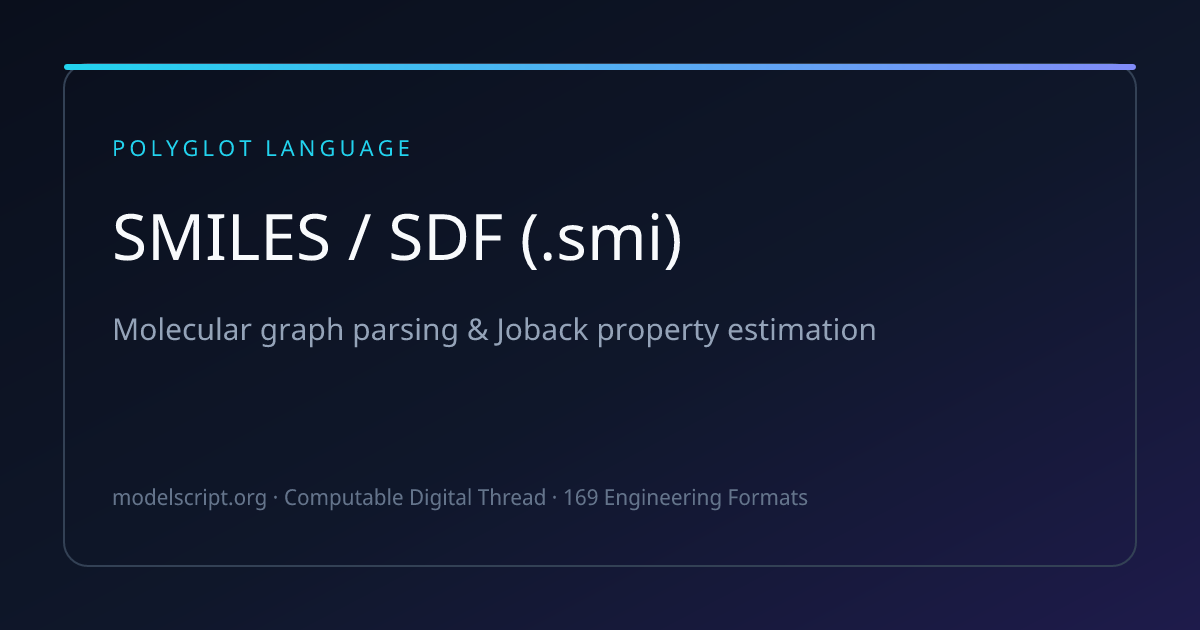 POLYGLOT LANGUAGE
SMILES / SDF (.smi)
Molecular graph parsing & Joback property estimation
modelscript.org · Computable Digital Thread · 169 Engineering Formats